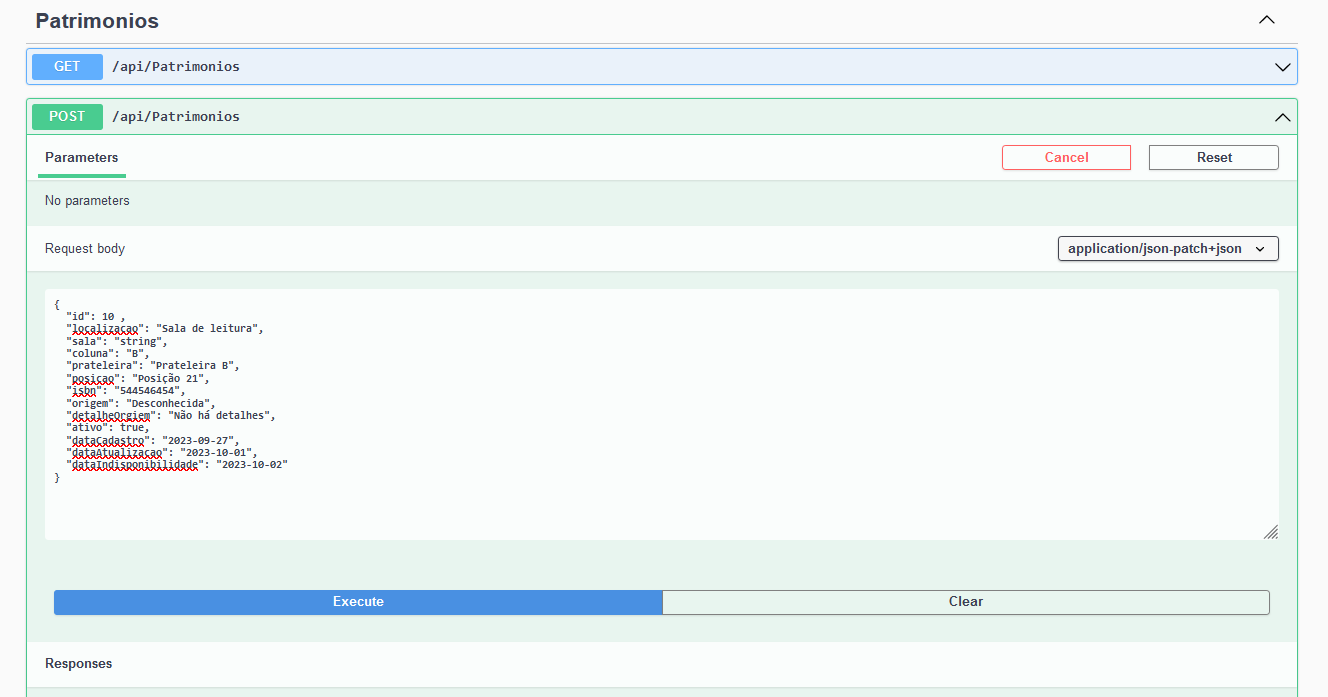 Patrimonios
GET /api/Patrimonios
POST /api/Patrimonios
Parameters Cancel Reset
No parameters
Request body application/json-patch+json
{
"id": 10 ,
"localizacao": "Sala de leitura",
"sala": "string",
"coluna": "B",
"prateleira": "Prateleira B",
"posicao": "Posição 21",
"isbn": "544546454",
"origem": "Desconhecida",
"detalheOrgiem": "Não há detalhes",
"ativo": true,
"dataCadastro": "2023-09-27",
"dataAtualizacao": "2023-10-01",
"dataIndisponibilidade": "2023-10-02"
}
Execute Clear
Responses